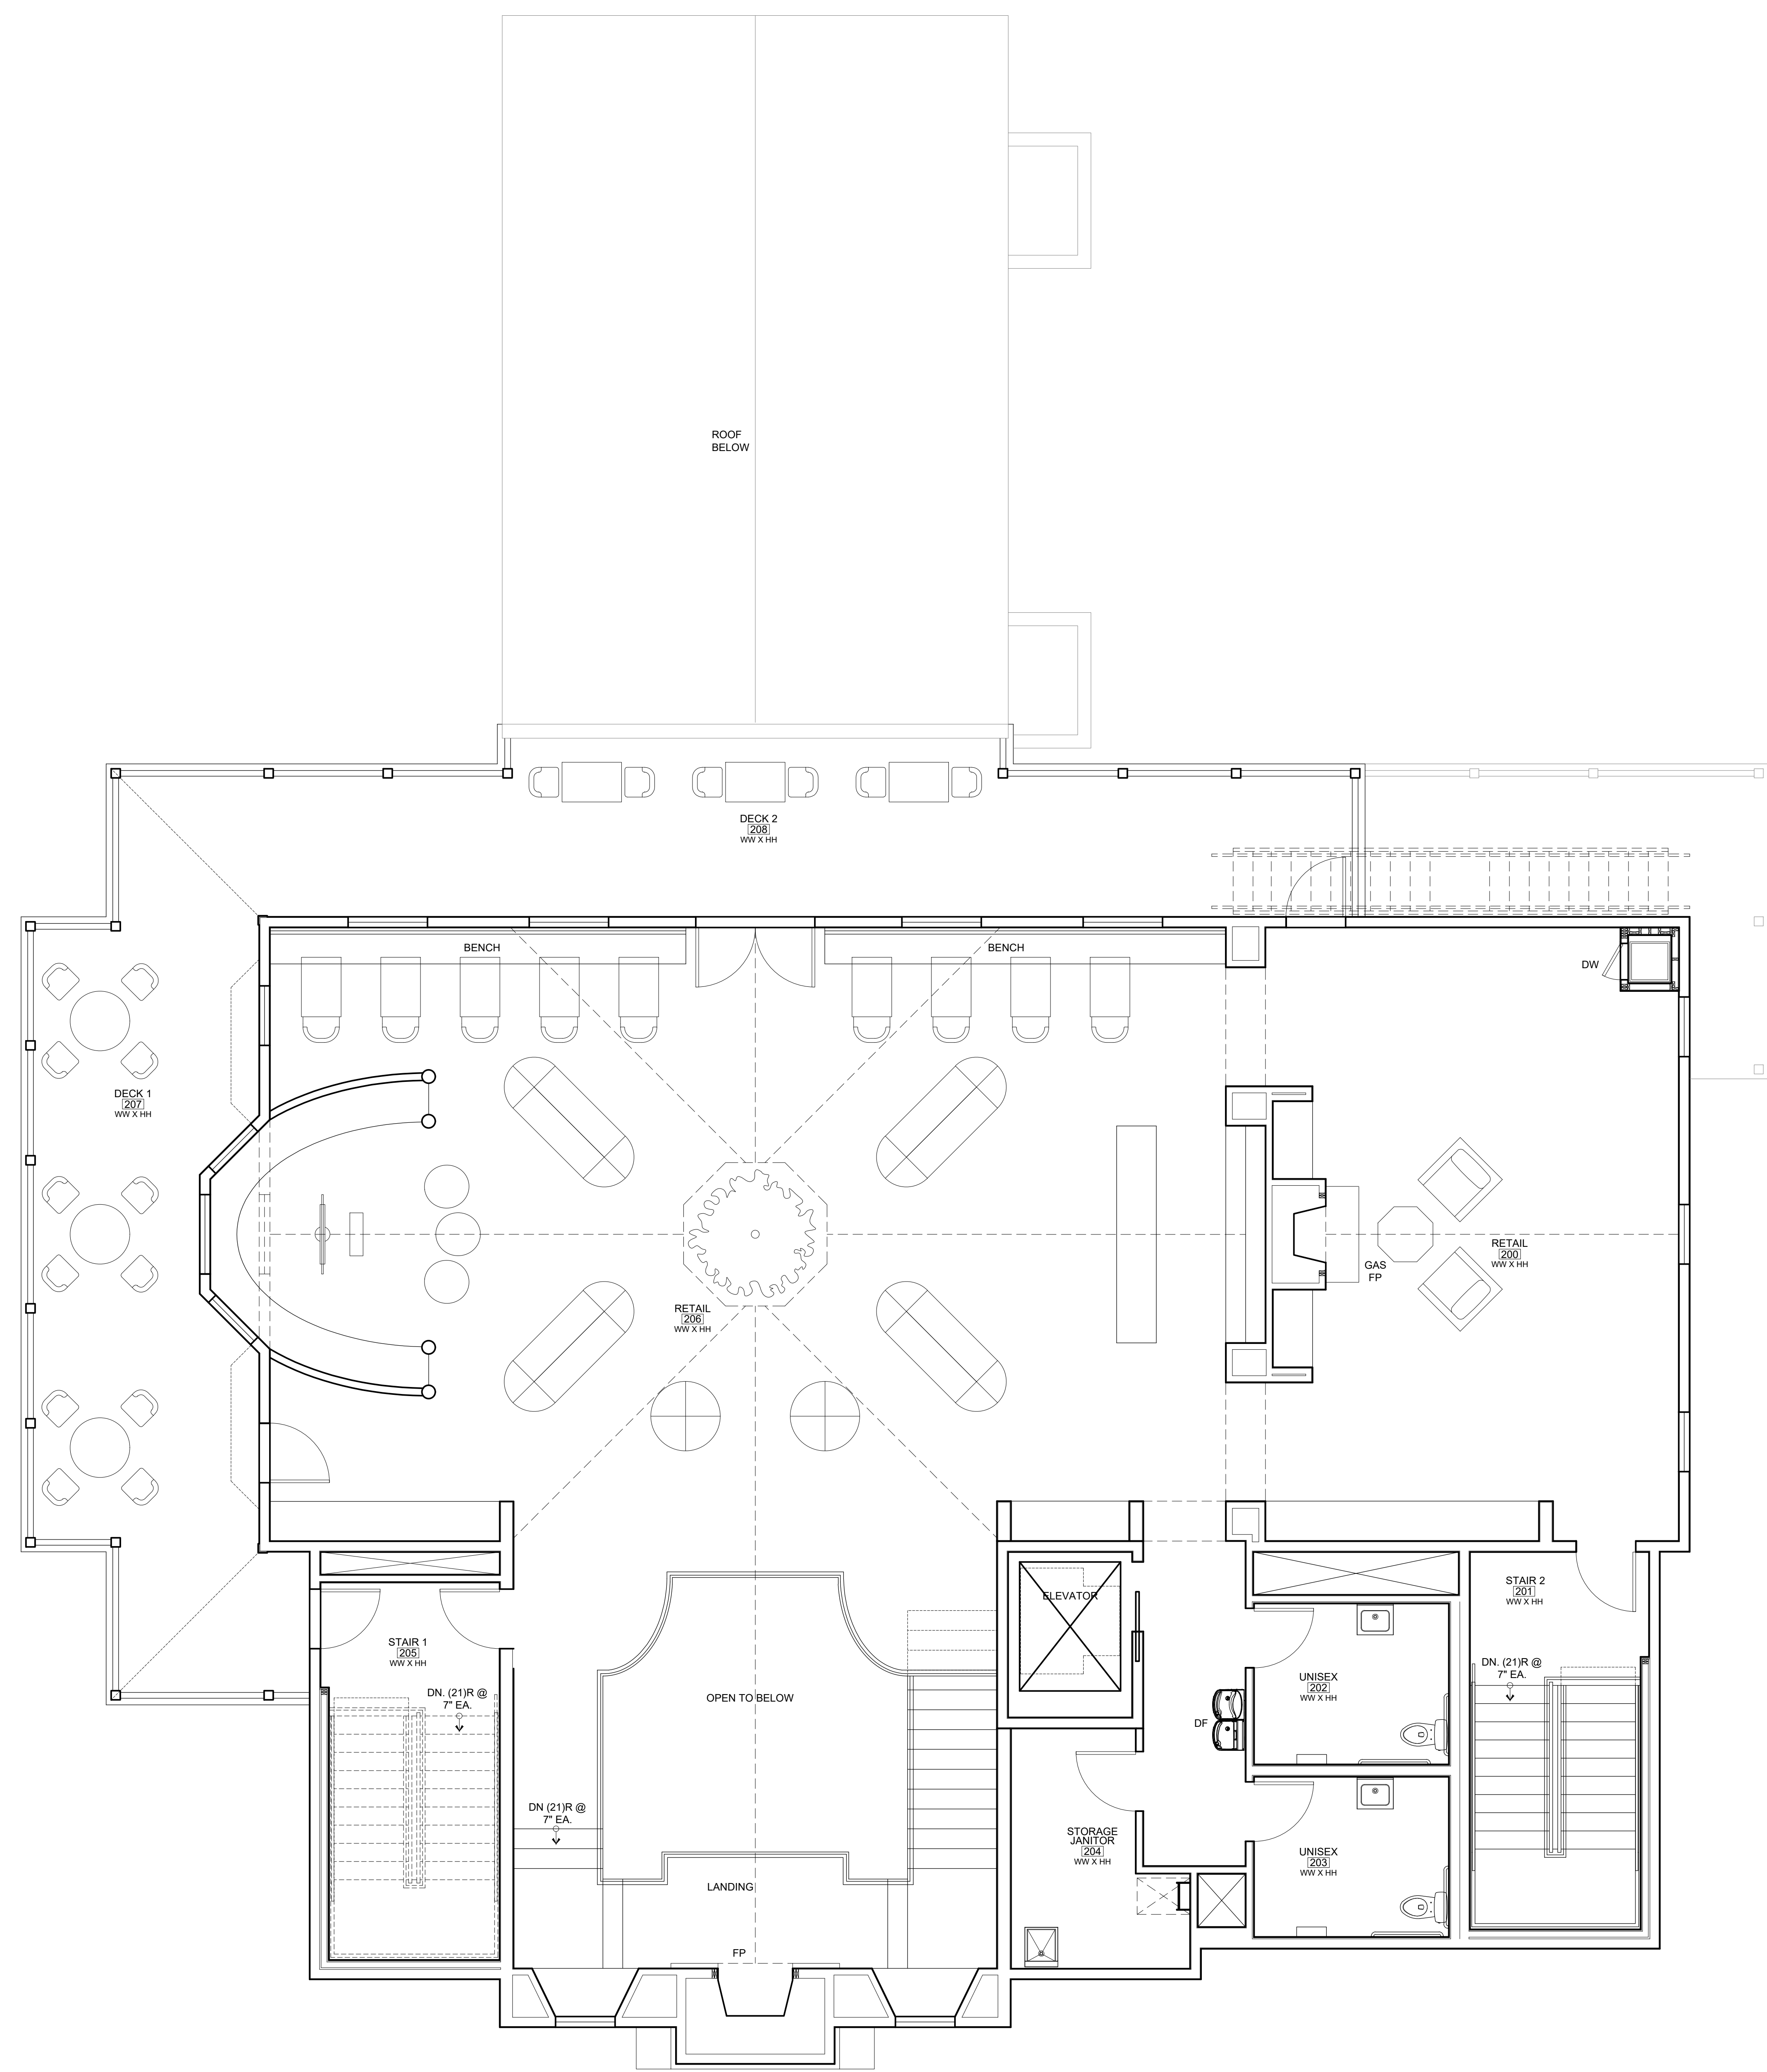 ROOF
BELOW
DECK 2
208
WW X HH
BENCH
BENCH
DW
DECK 1
207
WW X HH
RETAIL
200
WW X HH
GAS
FP
RETAIL
206
WW X HH
STAIR 2
201
WW X HH
ELEVATOR
STAIR 1
205
WW X HH
DN. (21)R @
7" EA.
UNISEX
202
WW X HH
DN. (21)R @
7" EA.
OPEN TO BELOW
DF
DN (21)R @
7" EA.
STORAGE
JANITOR
204
WW X HH
UNISEX
203
WW X HH
LANDING
FP